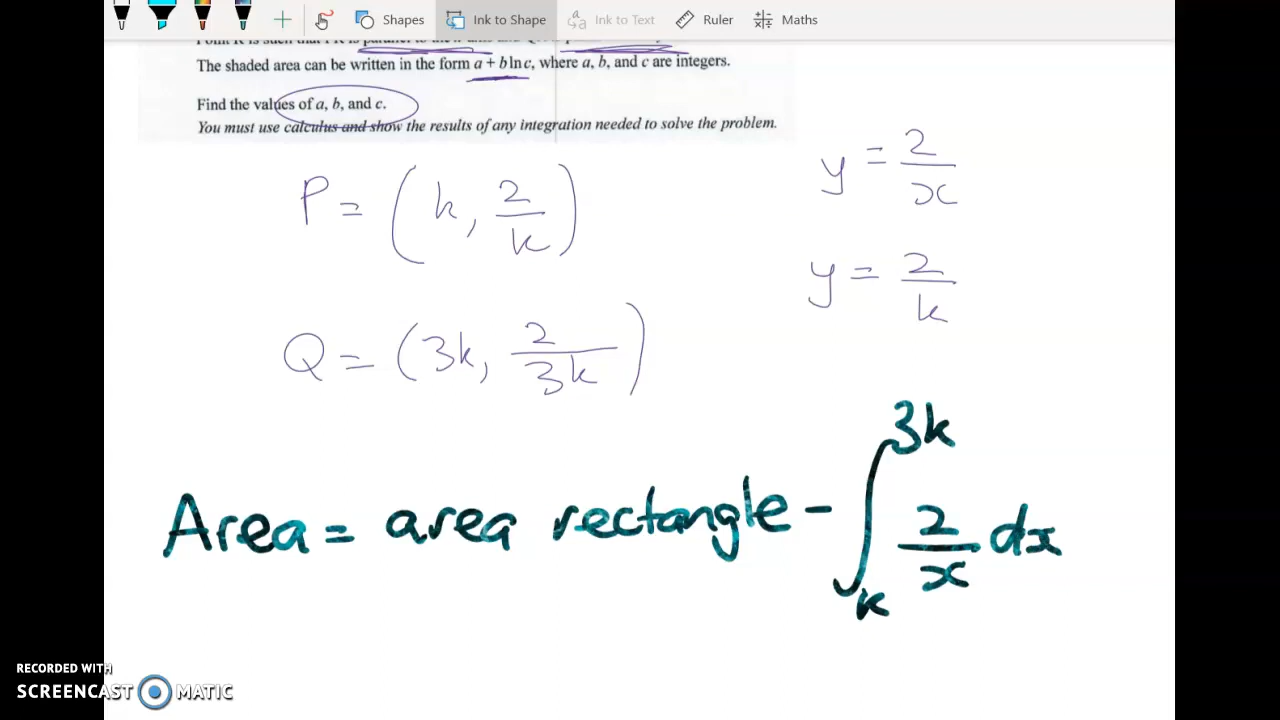 Shapes Ink to Shape Ink to Text Ruler Maths
The shaded area can be written in the form a + b ln c, where a, b, and c are integers.
Find the values of a, b, and c.
You must use calculus and show the results of any integration needed to solve the problem.
P = (k, 2/k)
y = 2/x
y = 2/k
Q = (3k, 2/3k)
Area = area rectangle - ∫ₖ³ᵏ 2/x dx
RECORDED WITH
SCREENCAST MATIC